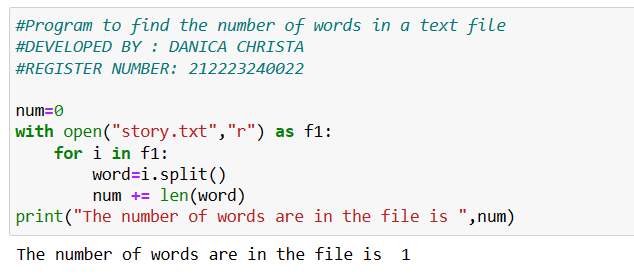 #Program to find the number of words in a text file
#DEVELOPED BY : DANICA CHRISTA
#REGISTER NUMBER: 212223240022

num=0
with open("story.txt","r") as f1:
    for i in f1:
        word=i.split()
        num += len(word)
print("The number of words are in the file is ",num)
The number of words are in the file is  1